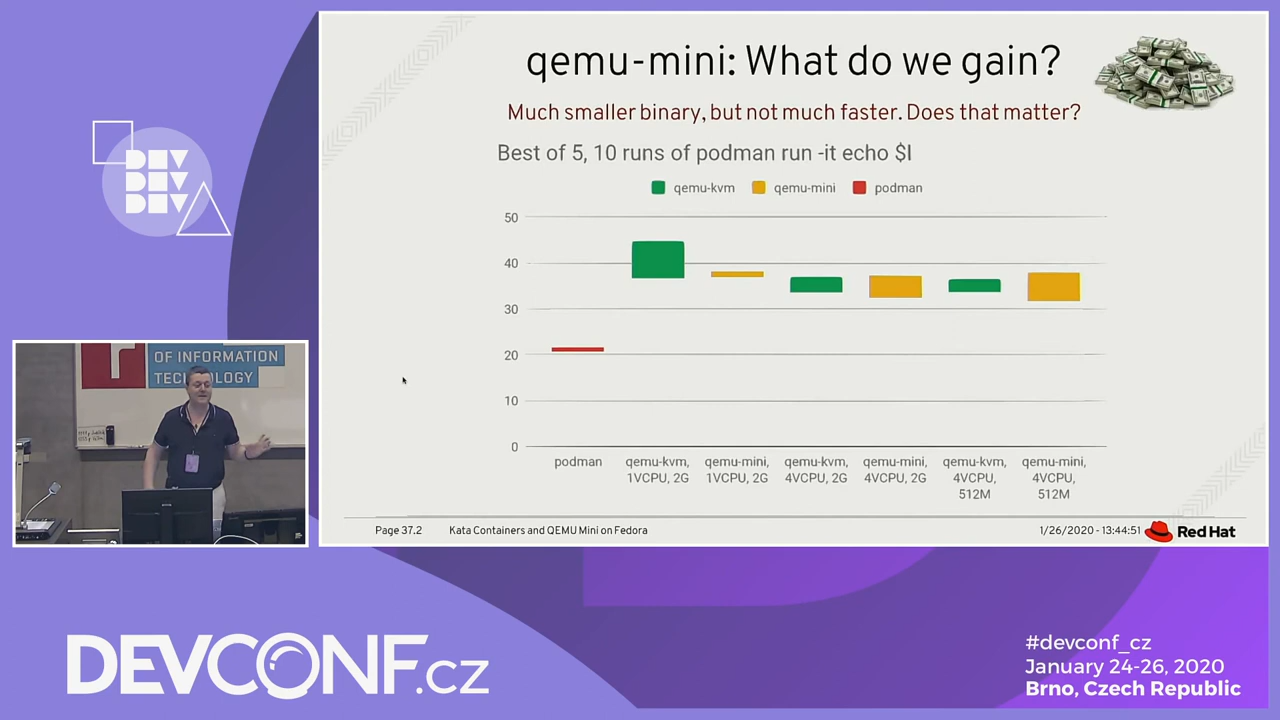 qemu-mini: What do we gain?
Much smaller binary, but not much faster. Does that matter?
Best of 5, 10 runs of podman run -it echo $I
qemu-kvm qemu-mini podman
50
40
30
20
10
0
podman
qemu-kvm, 1VCPU, 2G
qemu-mini, 1VCPU, 2G
qemu-kvm, 4VCPU, 2G
qemu-mini, 4VCPU, 2G
qemu-kvm, 4VCPU, 512M
qemu-mini, 4VCPU, 512M
Page 37.2 Kata Containers and QEMU Mini on Fedora 1/26/2020 - 13:44:51 Red Hat
DEV
DEV
DEV
OF INFORMATION
TECHNOLOGY
DEVCONF.cz
#devconf_cz
January 24-26, 2020
Brno, Czech Republic